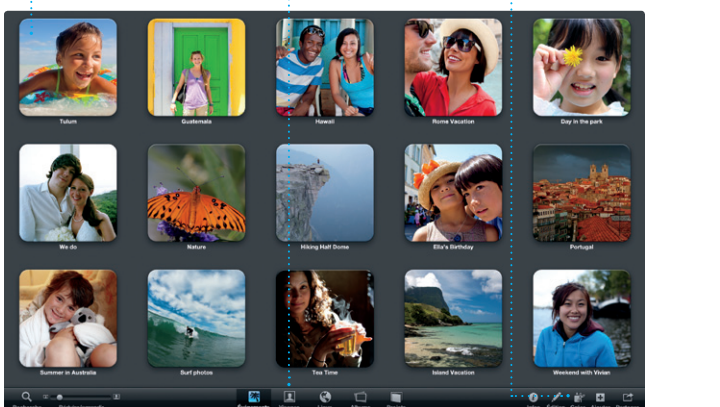 Tulum
Guatemala
Hawaii
Rome Vacation
Day in the park
We do
Nature
Hiking Half Dome
Ella's Birthday
Portugal
Summer in Australia
Surf photos
Tea Time
Island Vacation
Weekend with Vivian